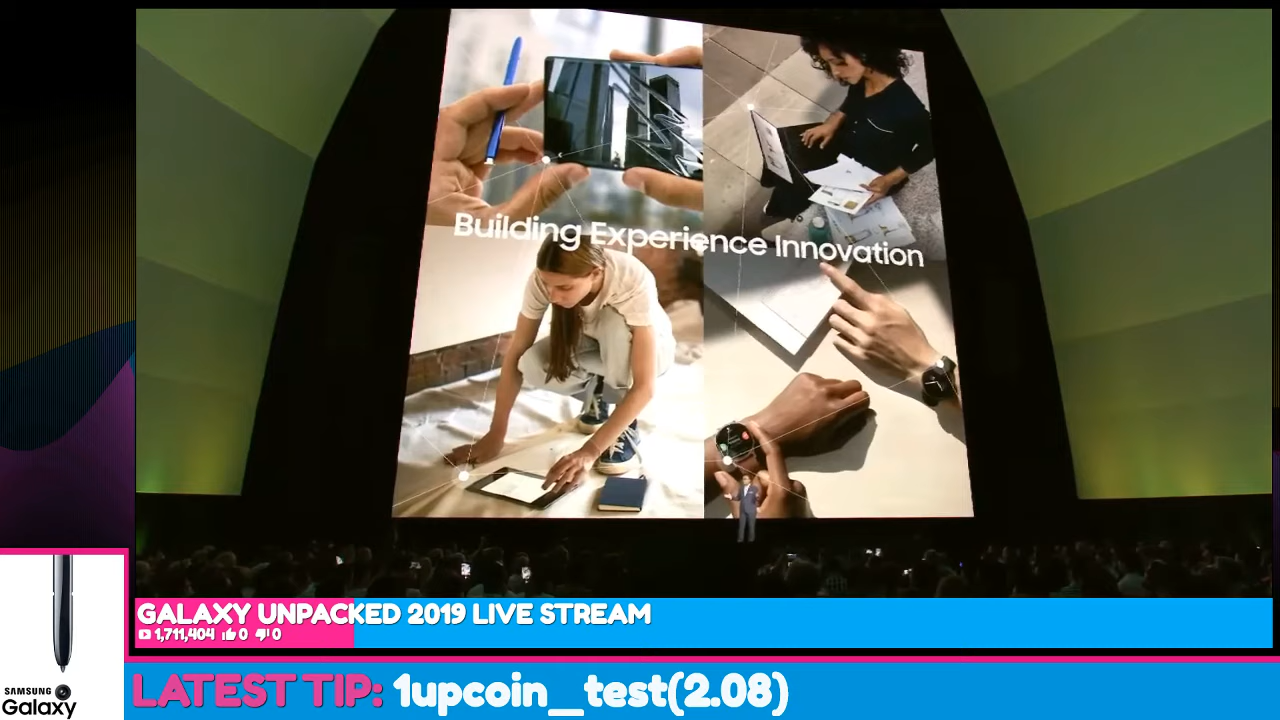 Building Experience Innovation
GALAXY UNPACKED 2019 LIVE STREAM
1,711,404 0 0
SAMSUNG
Galaxy
LATEST TIP: 1upcoin_test(2.08)